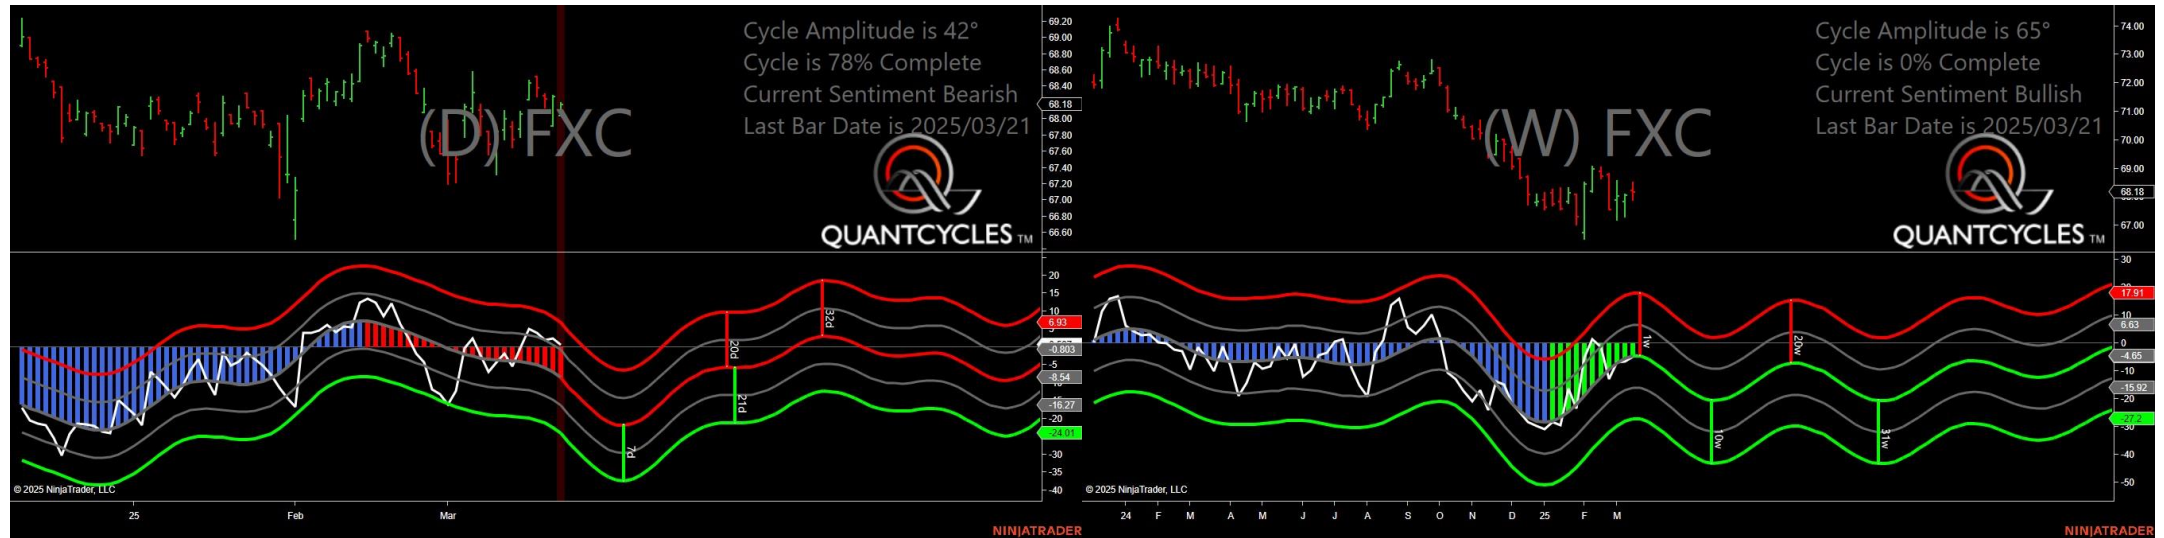 Cycle Amplitude is 42°
Cycle is 78% Complete
Current Sentiment Bearish
Last Bar Date is 2025/03/21
(D) FXC
QUANTCYCLES TM
69.20
69.00
68.80
68.60
68.40
68.18
68.00
67.80
67.60
67.40
67.20
67.00
66.80
66.60
20
15
10
5
6.93
-0.803
-5
-8.54
-16.27
-20
-24.01
-30
-35
-40
20d
32d
21d
7d
© 2025 NinjaTrader, LLC
25
Feb
Mar
NINJATRADER
Cycle Amplitude is 65°
Cycle is 0% Complete
Current Sentiment Bullish
Last Bar Date is 2025/03/21
(W) FXC
QUANTCYCLES TM
74.00
73.00
72.00
71.00
70.00
69.00
68.18
67.00
30
17.91
6.63
0
-4.65
-10
-15.92
-20
-27.2
-30
-40
-50
1w
20w
10w
31w
© 2025 NinjaTrader, LLC
24
F
M
A
M
J
J
A
S
O
N
D
25
F
M
NINJATRADER